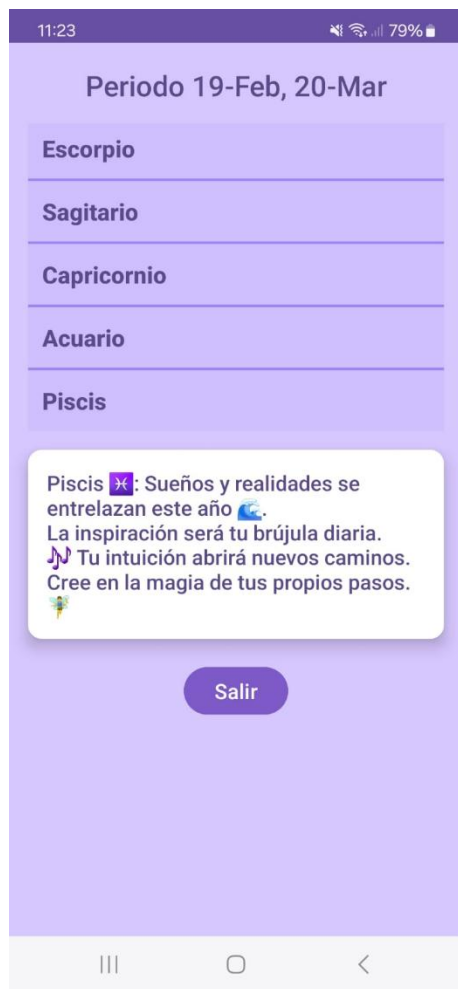 11:23 79%
Periodo 19-Feb, 20-Mar
Escorpio
Sagitario
Capricornio
Acuario
Piscis
Piscis ♓: Sueños y realidades se
entrelazan este año 🌊.
La inspiración será tu brújula diaria.
🎶 Tu intuición abrirá nuevos caminos.
Cree en la magia de tus propios pasos.
🧚
Salir